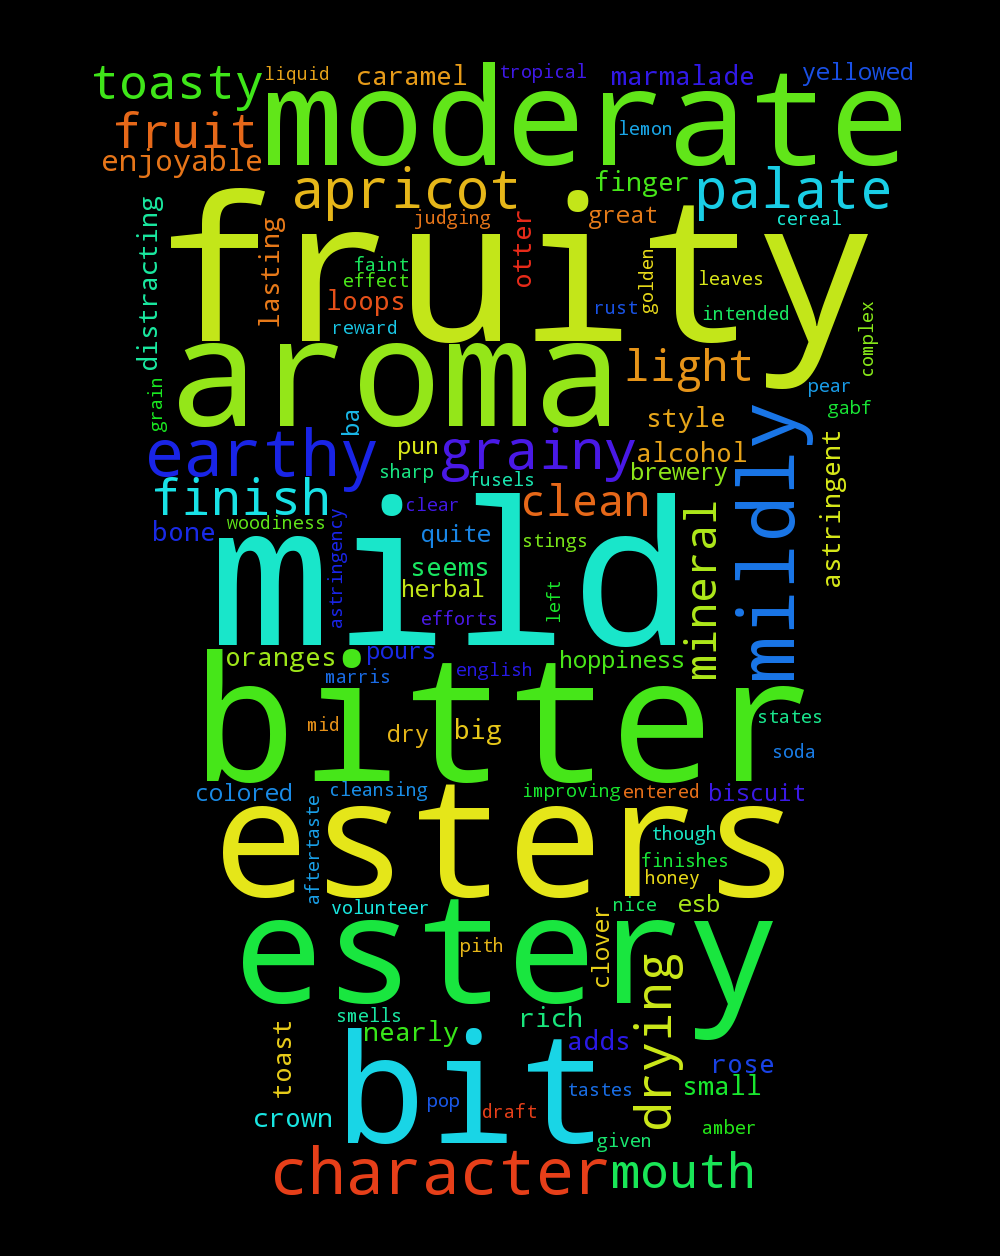 toasty liquid caramel tropical marmalade yellowed
moderate
fruit lemon
enjoyable
apricot finger palate
judging great cereal
fruity
distracting lasting otter
faint golden leaves
effect
loops rust intended
reward complex
aroma light
grain pear
ba style gabf
mildly
earthy pun grainy alcohol
sharp fusels brewery astringent
finish clear clean
mild
bone woodiness quite stings mineral
astringency seems
herbal left
efforts
oranges pours hoppiness
marris english
bitter
mid dry big states
soda
colored cleansing improving entered biscuit
esters
aftertaste though
finishes
honey
volunteer nice esb
estery
pith clover
drying
smells rich
toast nearly adds
rose
bit
pop tastes small
crown draft amber
given
character mouth